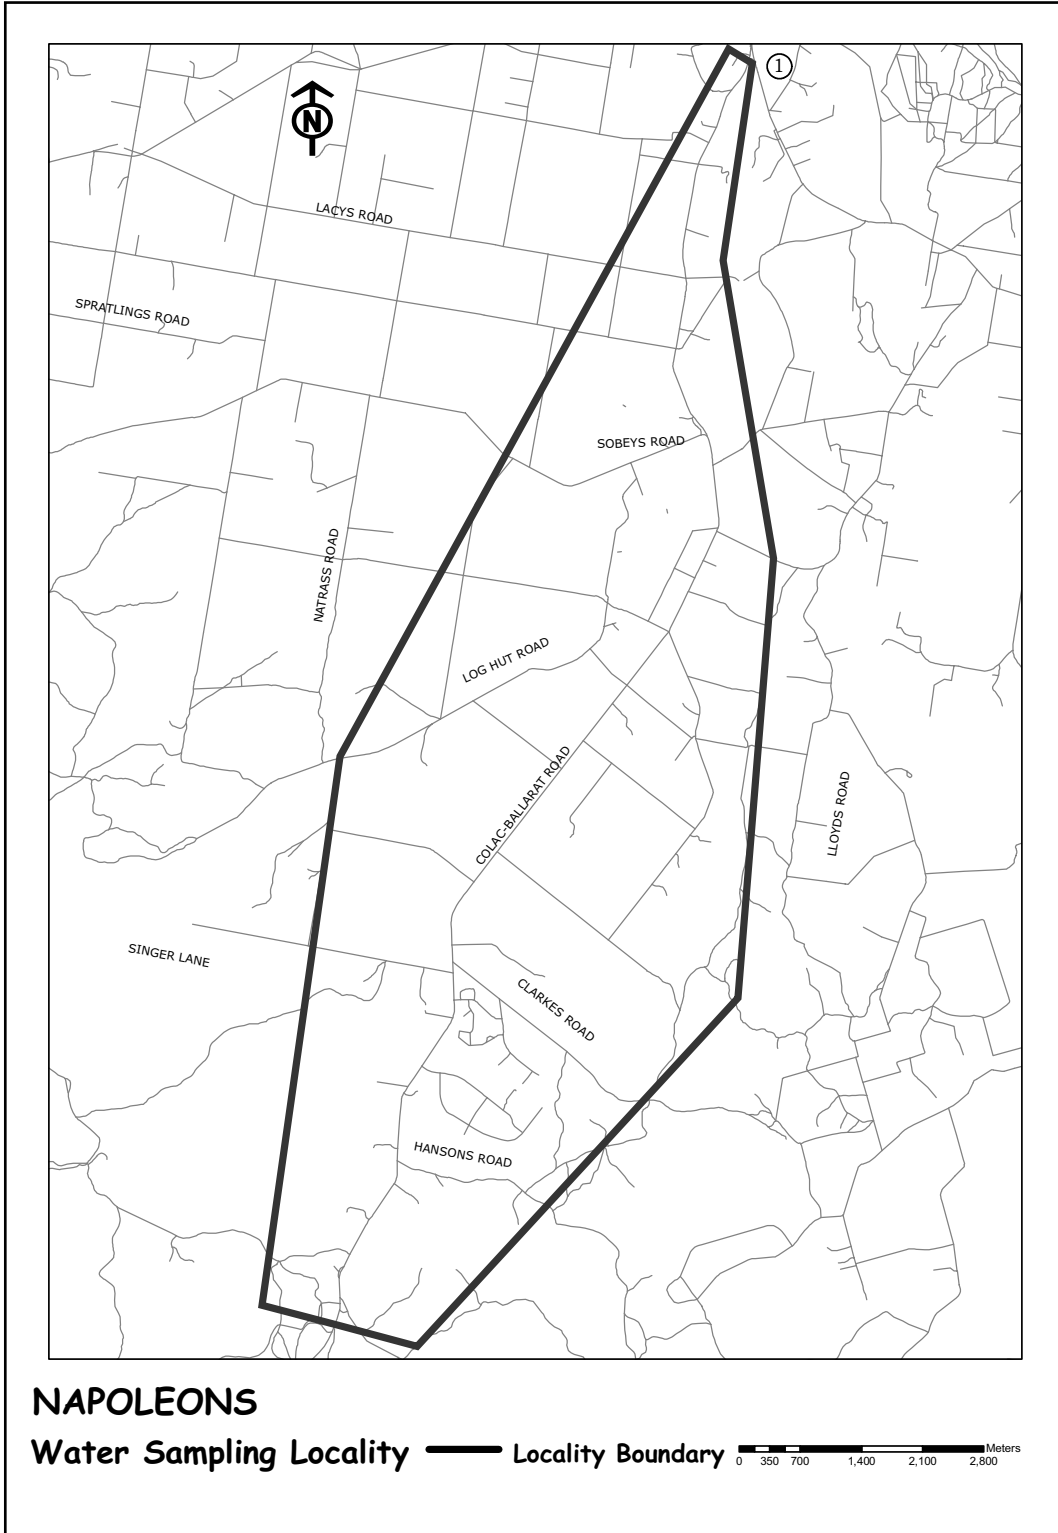 1
N
LACYS ROAD
SPRATLINGS ROAD
SOBEYS ROAD
NATRASS ROAD
LOG HUT ROAD
COLAC-BALLARAT ROAD
LLOYDS ROAD
SINGER LANE
CLARKES ROAD
HANSONS ROAD
NAPOLEONS
Water Sampling Locality
Locality Boundary
Meters
0 350 700 1,400 2,100 2,800